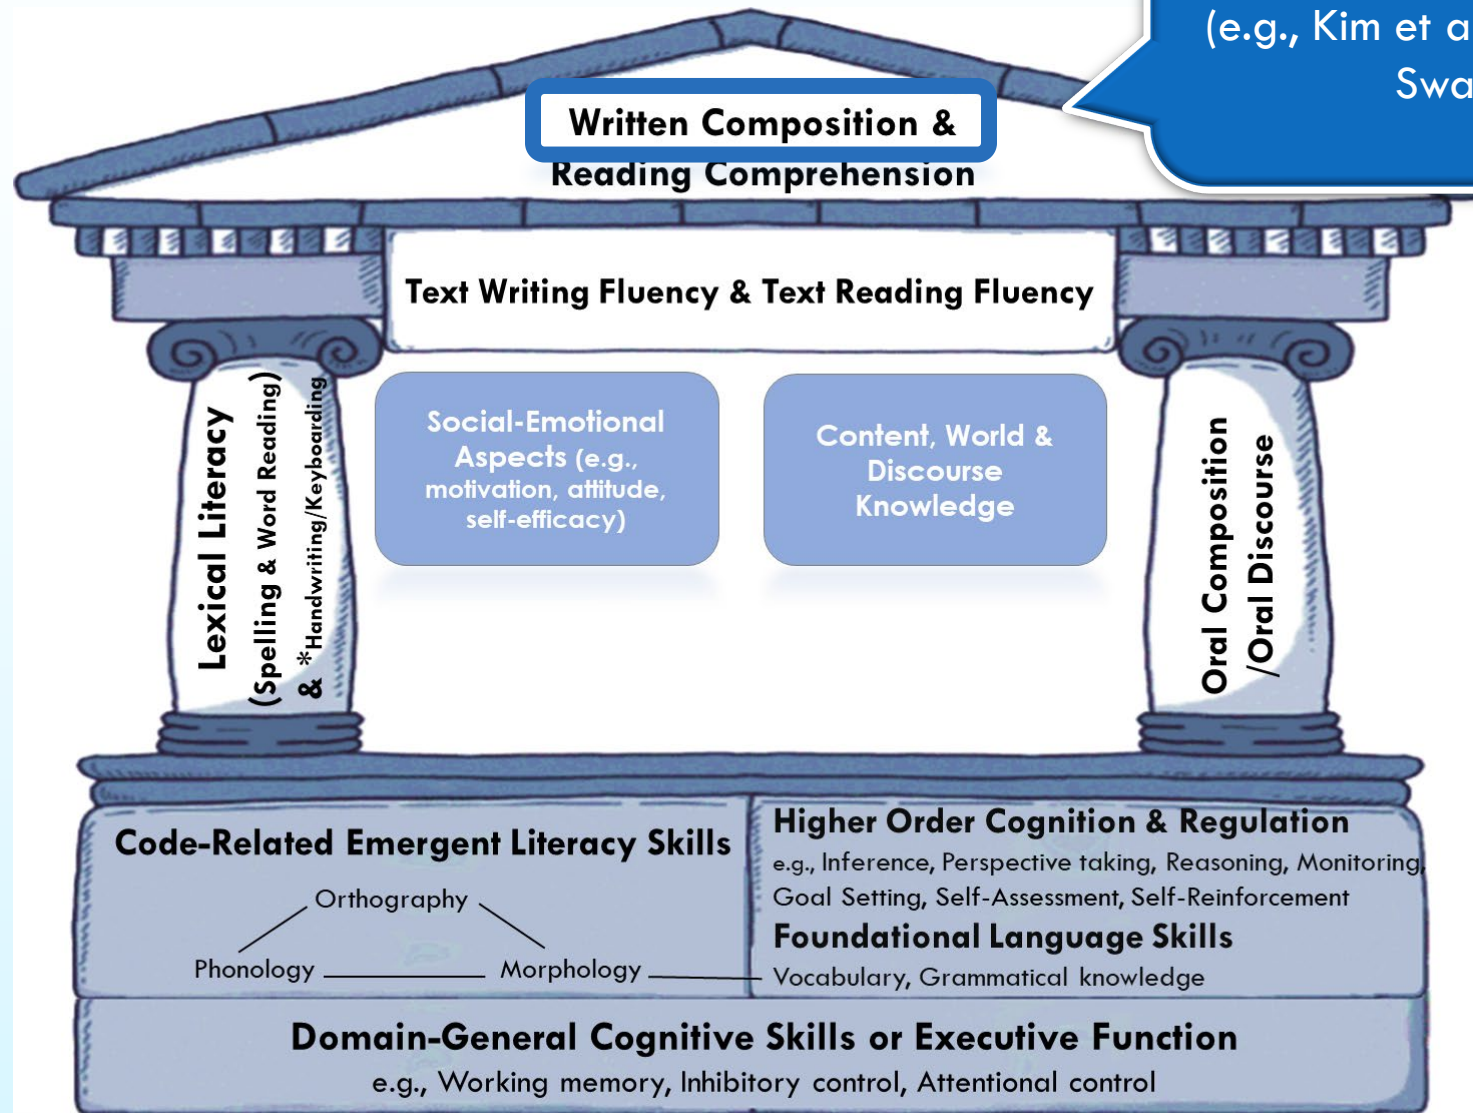 (e.g., Kim et a
Swa
Written Composition &
Reading Comprehension
Text Writing Fluency & Text Reading Fluency
Lexical Literacy
(Spelling & Word Reading)
& *Handwriting/Keyboarding
Social-Emotional
Aspects (e.g.,
motivation, attitude,
self-efficacy)
Content, World &
Discourse
Knowledge
Oral Composition
/Oral Discourse
Code-Related Emergent Literacy Skills
Orthography
Phonology
Morphology
Higher Order Cognition & Regulation
e.g., Inference, Perspective taking, Reasoning, Monitoring,
Goal Setting, Self-Assessment, Self-Reinforcement
Foundational Language Skills
Vocabulary, Grammatical knowledge
Domain-General Cognitive Skills or Executive Function
e.g., Working memory, Inhibitory control, Attentional control